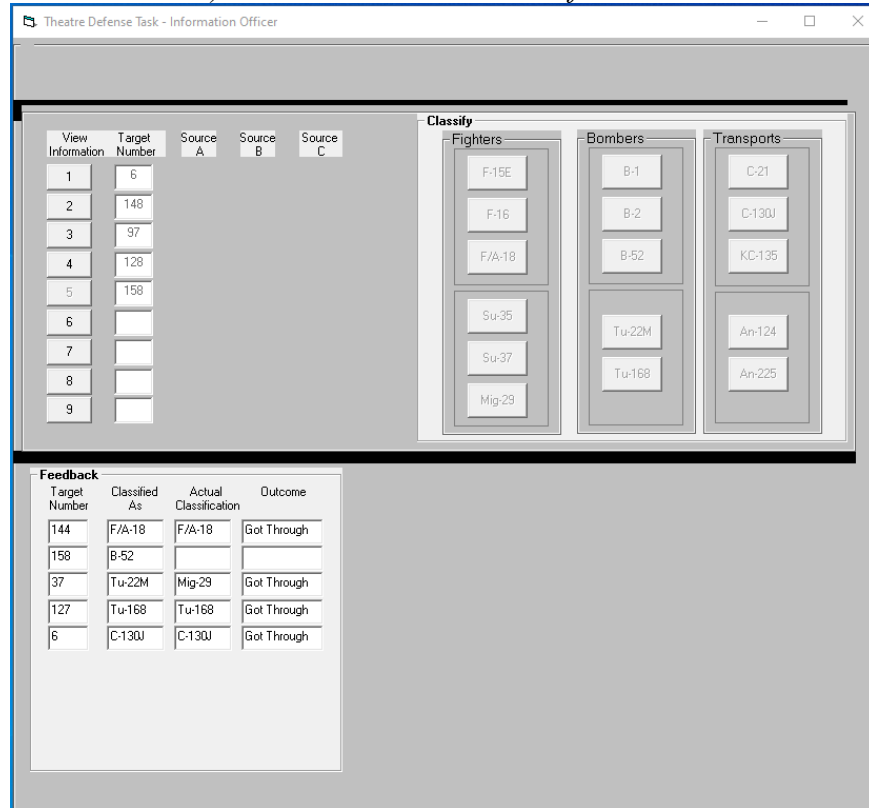 Theatre Defense Task - Information Officer
View Information
Target Number
Source A
Source B
Source C
1 6
2 148
3 97
4 128
5 158
6
7
8
9
Classify
Fighters
F-15E
F-16
F/A-18
Su-35
Su-37
Mig-29
Bombers
B-1
B-2
B-52
Tu-22M
Tu-168
Transports
C-21
C-130J
KC-135
An-124
An-225
Feedback
Target Number
Classified As
Actual Classification
Outcome
144 F/A-18 F/A-18 Got Through
158 B-52
37 Tu-22M Mig-29 Got Through
127 Tu-168 Tu-168 Got Through
6 C-130J C-130J Got Through